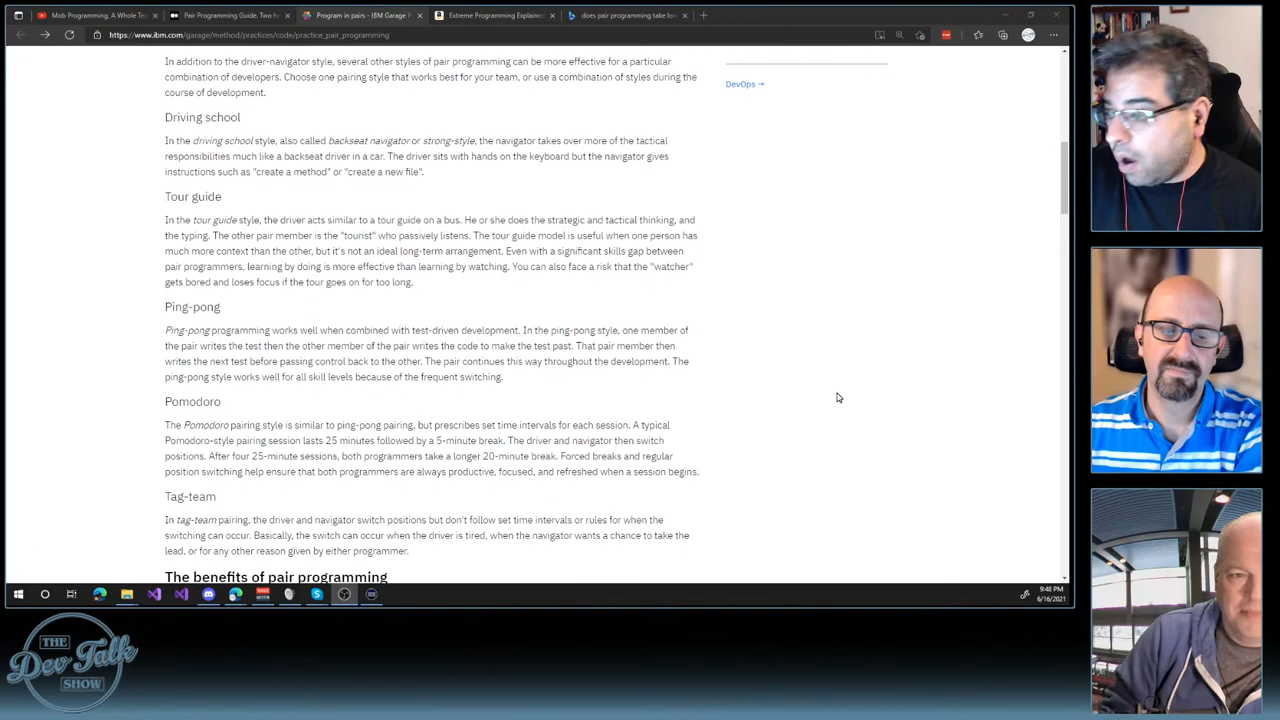 Mob Programming, A Whole Te
Pair Programming Guide. Two h
Program in pairs - IBM Garage P
Extreme Programming Explaine
does pair programming take lo
https://www.ibm.com/garage/method/practices/code/practice_pair_programming
In addition to the driver-navigator style, several other styles of pair programming can be more effective for a particular
combination of developers. Choose one pairing style that works best for your team, or use a combination of styles during the
course of development.
DevOps →
Driving school
In the driving school style, also called backseat navigator or strong-style, the navigator takes over more of the tactical
responsibilities much like a backseat driver in a car. The driver sits with hands on the keyboard but the navigator gives
instructions such as "create a method" or "create a new file".
Tour guide
In the tour guide style, the driver acts similar to a tour guide on a bus. He or she does the strategic and tactical thinking, and
the typing. The other pair member is the "tourist" who passively listens. The tour guide model is useful when one person has
much more context than the other, but it's not an ideal long-term arrangement. Even with a significant skills gap between
pair programmers, learning by doing is more effective than learning by watching. You can also face a risk that the "watcher"
gets bored and loses focus if the tour goes on for too long.
Ping-pong
Ping-pong programming works well when combined with test-driven development. In the ping-pong style, one member of
the pair writes the test then the other member of the pair writes the code to make the test past. That pair member then
writes the next test before passing control back to the other. The pair continues this way throughout the development. The
ping-pong style works well for all skill levels because of the frequent switching.
Pomodoro
The Pomodoro pairing style is similar to ping-pong pairing, but prescribes set time intervals for each session. A typical
Pomodoro-style pairing session lasts 25 minutes followed by a 5-minute break. The driver and navigator then switch
positions. After four 25-minute sessions, both programmers take a longer 20-minute break. Forced breaks and regular
position switching help ensure that both programmers are always productive, focused, and refreshed when a session begins.
Tag-team
In tag-team pairing, the driver and navigator switch positions but don't follow set time intervals or rules for when the
switching can occur. Basically, the switch can occur when the driver is tired, when the navigator wants a chance to take the
lead, or for any other reason given by either programmer.
The benefits of pair programming
9:48 PM
6/16/2021
THE
Dev Talk
SHOW